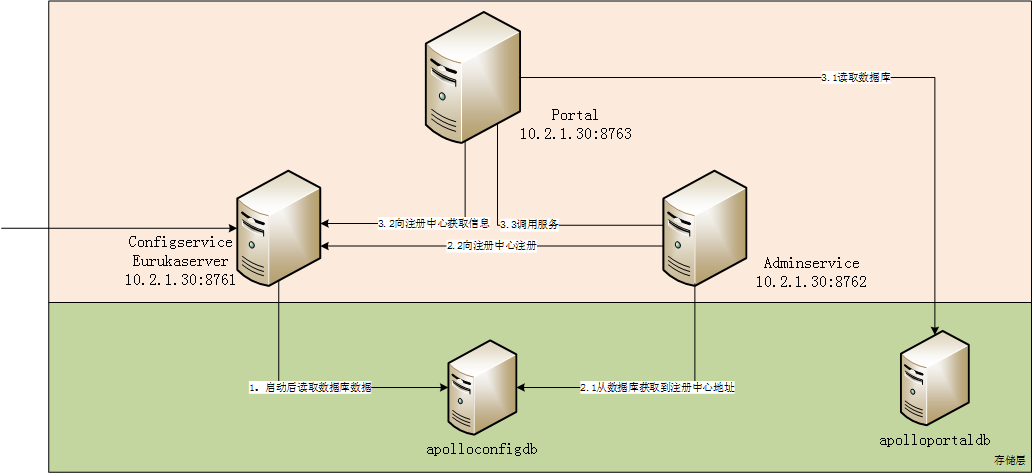 3.1读取数据库
Portal
10.2.1.30:8763
3.2向注册中心获取信息
3.3调用服务
2.2向注册中心注册
Configservice
Eurukaserver
10.2.1.30:8761
Adminservice
10.2.1.30:8762
1. 启动后读取数据库数据
2.1从数据库获取到注册中心地址
apolloconfigdb
apolloportaldb
存储层